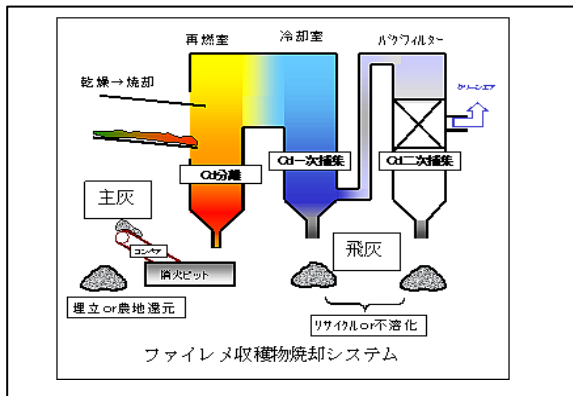 再燃室
冷却室
バグフィルター
乾燥→焼却
クリーンエア
Cd分離
Cd一次捕集
Cd二次捕集
主灰
コンベア
消火ピット
飛灰
埋立or農地還元
リサイクルor不溶化
ファイレメ収穫物焼却システム